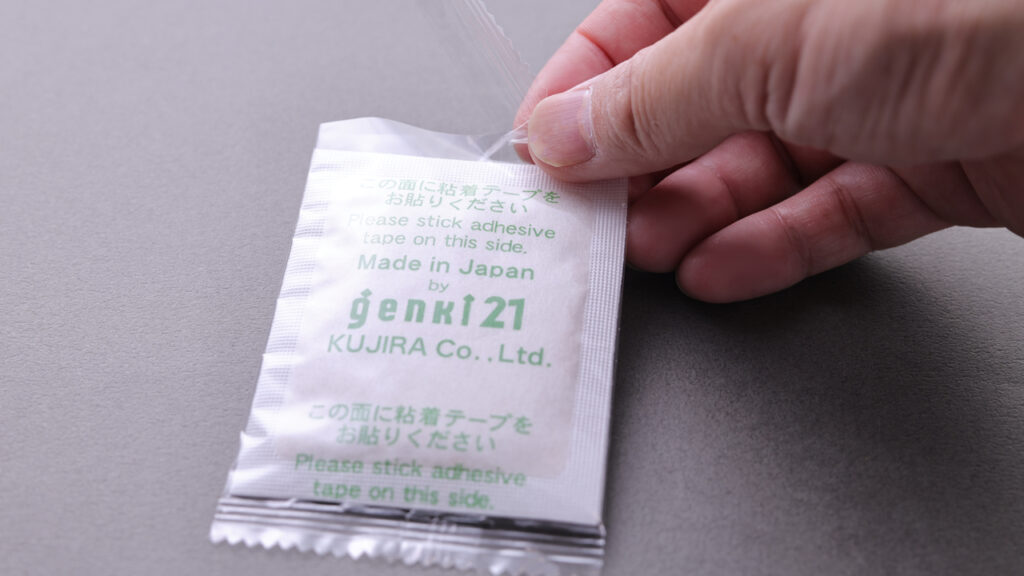 この面に粘着テープを
お貼りください
Please stick adhesive
tape on this side.
Made in Japan
by
genki21
KUJIRA Co.,Ltd.
この面に粘着テープを
お貼りください
Please stick adhesive
tape on this side.